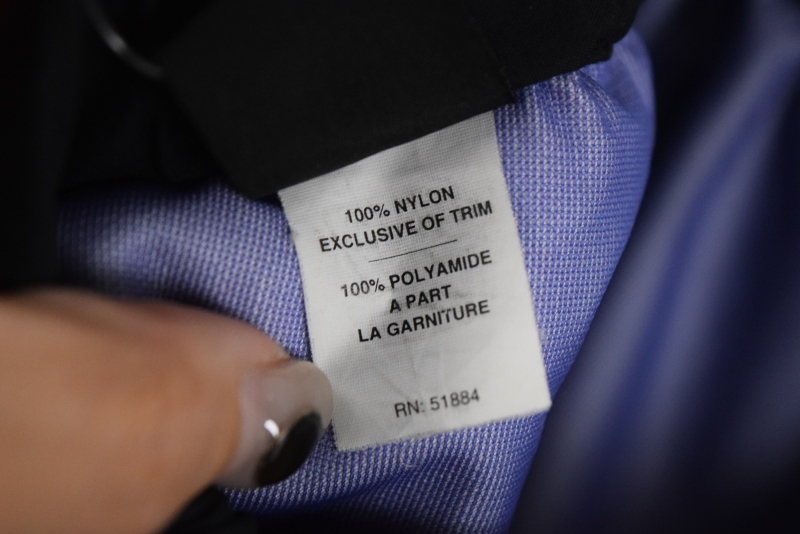 100% NYLON
EXCLUSIVE OF TRIM
100% POLYAMIDE
A PART
LA GARNITURE
RN: 51884